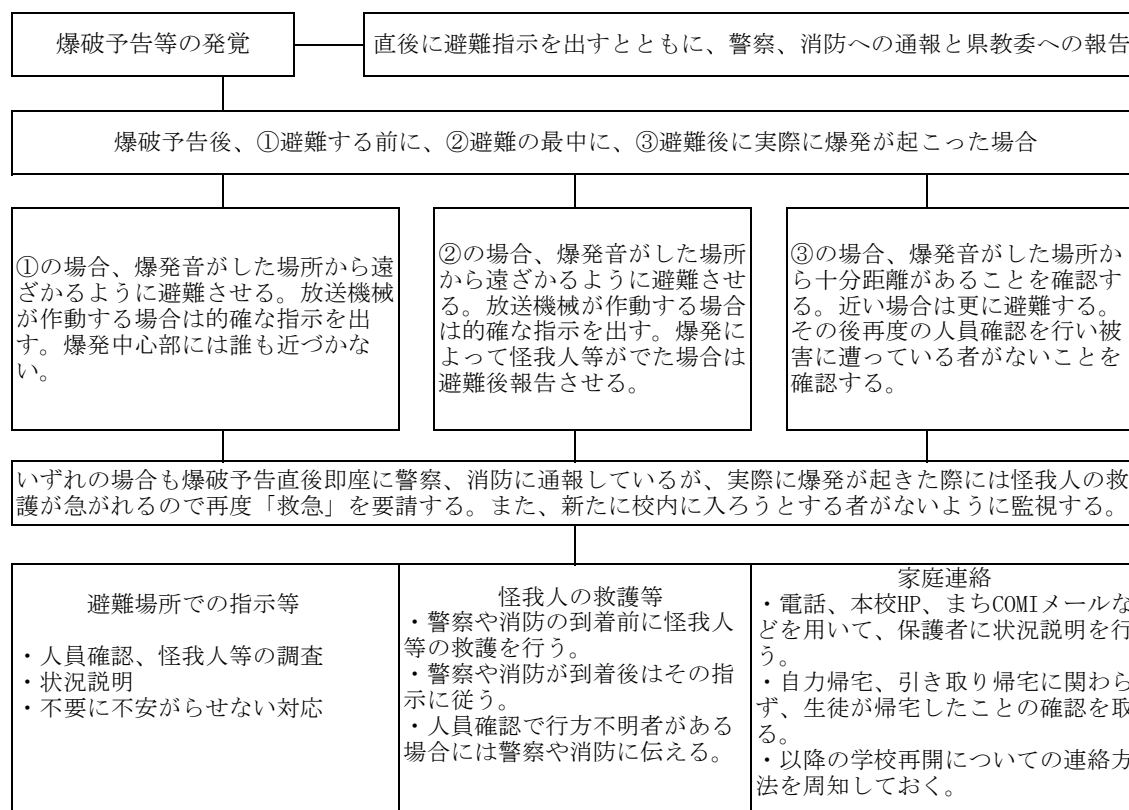 爆破予告等の発覚
直後に避難指示を出すとともに、警察、消防への通報と県教委への報告
爆破予告後、①避難する前に、②避難の最中に、③避難後に実際に爆発が起こった場合
①の場合、爆発音がした場所から遠
ざかるように避難させる。放送機械
が作動する場合は的確な指示を出
す。爆発中心部には誰も近づかな
い。
②の場合、爆発音がした場所
から遠ざかるように避難させ
る。放送機械が作動する場合
は的確な指示を出す。爆発に
よって怪我人等がでた場合は
避難後報告させる。
③の場合、爆発音がした場所か
ら十分距離があることを確認す
る。近い場合は更に避難する。
その後再度の人員確認を行い被
害に遭っている者がないことを
確認する。
いずれの場合も爆破予告直後即座に警察、消防に通報しているが、実際に爆発が起きた際には怪我人の救
護が急がれるので再度「救急」を要請する。また、新たに校内に入ろうとする者がないように監視する。
避難場所での指示等
・人員確認、怪我人等の調査
・状況説明
・不要に不安がらせない対応
怪我人の救護等
・警察や消防の到着前に怪我人
等の救護を行う。
・警察や消防が到着後はその指
示に従う。
・人員確認で行方不明者がある
場合には警察や消防に伝える。
家庭連絡
・電話、本校HP、まちCOMIメールな
どを用いて、保護者に状況説明を行
う。
・自力帰宅、引き取り帰宅に関わら
ず、生徒が帰宅したことの確認を取
る。
・以降の学校再開についての連絡方
法を周知しておく。